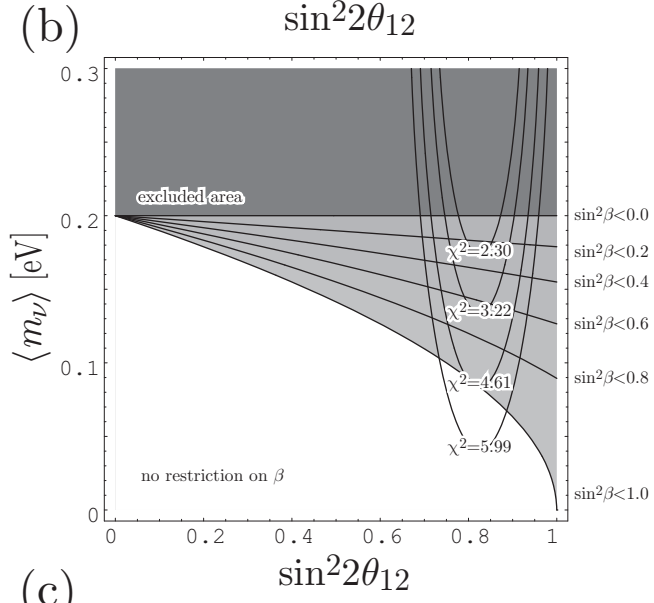 (b)
sin²2θ₁₂
0.3
excluded area
0.2
sin²β<0.0
χ²=2.30
sin²β<0.2
sin²β<0.4
⟨mν⟩ [eV]
χ²=3.22
sin²β<0.6
0.1
χ²=4.61
sin²β<0.8
χ²=5.99
no restriction on β
sin²β<1.0
0
0 0.2 0.4 0.6 0.8 1
sin²2θ₁₂
(c)